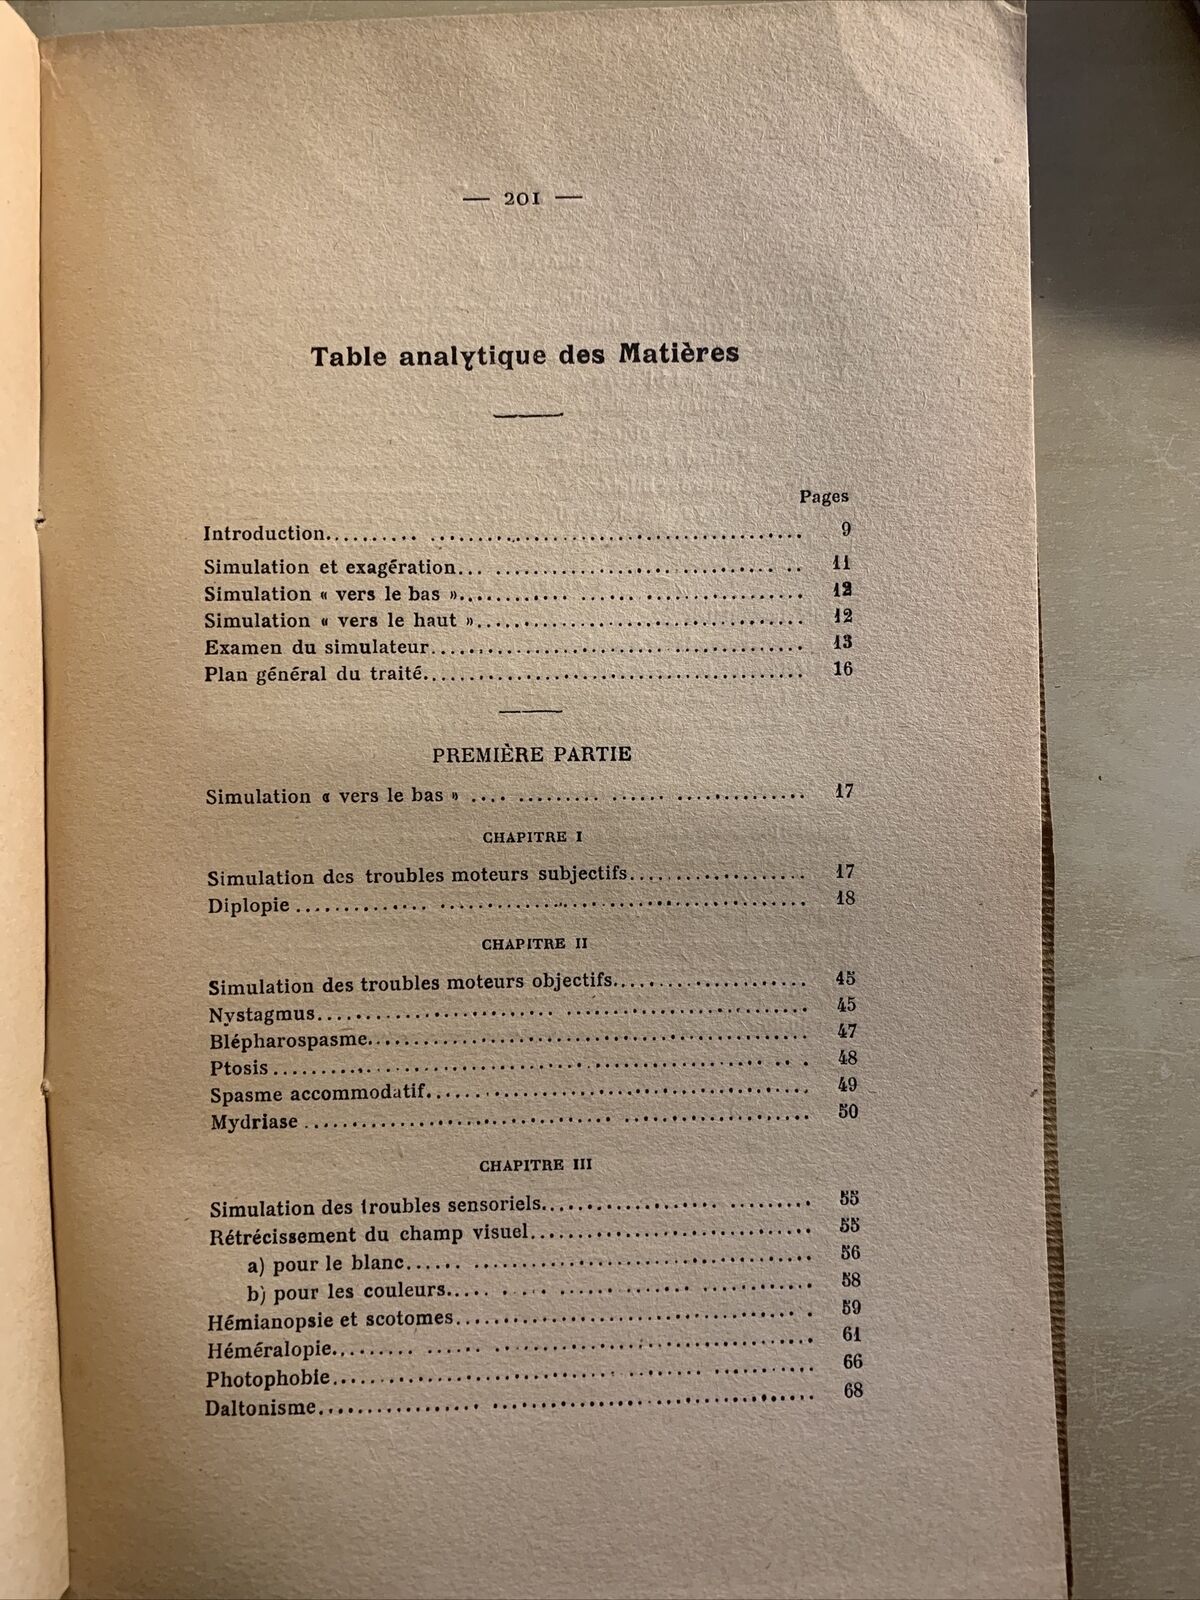 — 201 —
Table analytique des Matières
Pages
Introduction.......... .......................................... 9
Simulation et exagération... ............................... .. 11
Simulation « vers le bas »............. ...... .................. 12
Simulation « vers le haut »........................................ 12
Examen du simulateur............................................. 13
Plan général du traité............................................. 16
PREMIÈRE PARTIE
Simulation « vers le bas » .... .......... ...... ................ 17
CHAPITRE I
Simulation des troubles moteurs subjectifs...................... 17
Diplopie ................ ........................................ 18
CHAPITRE II
Simulation des troubles moteurs objectifs........................ 45
Nystagmus............................ ........................... 45
Blépharospasme.................................................... 47
Ptosis ............................................................ 48
Spasme accommodatif.............................................. 49
Mydriase ...................................... .................. 50
CHAPITRE III
Simulation des troubles sensoriels..................... .......... 55
Rétrécissement du champ visuel.................................. 55
a) pour le blanc...... ........................................ 56
b) pour les couleurs..... . ... ...... ...... .......... 58
Hémianopsie et scotomes........................................ . 59
Héméralopie.......... ...... .................................. 61
Photophobie................................. ...... ........... 66
Daltonisme.................. .................................... 68